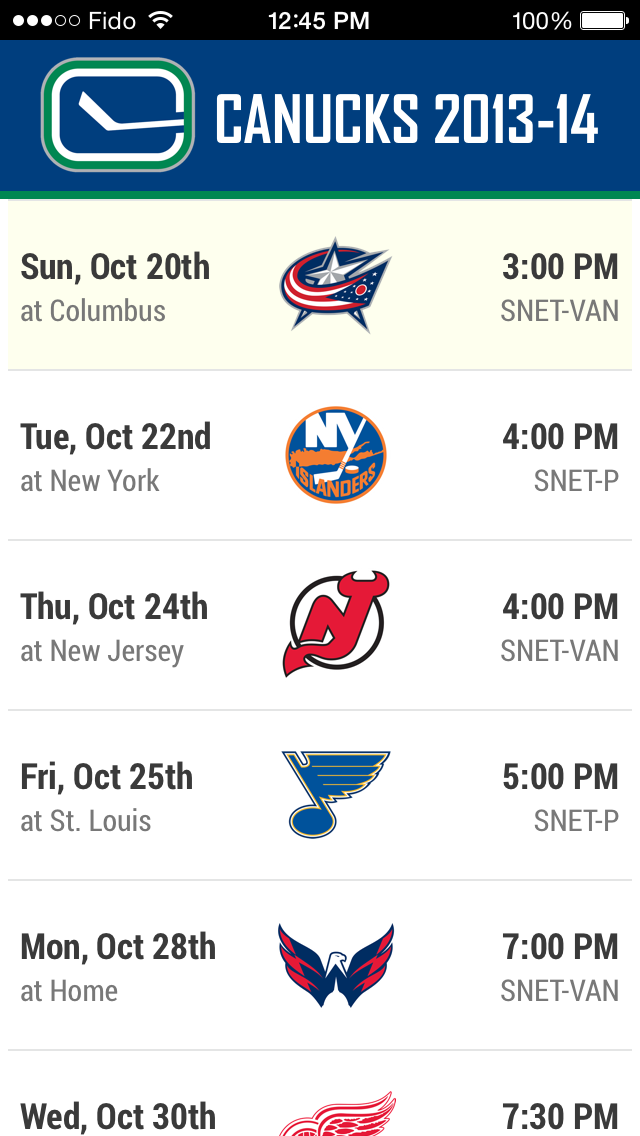 Fido 12:45 PM 100%
CANUCKS 2013-14
Sun, Oct 20th 3:00 PM
at Columbus SNET-VAN
Tue, Oct 22nd NY 4:00 PM
at New York ISLANDERS SNET-P
Thu, Oct 24th NJ 4:00 PM
at New Jersey SNET-VAN
Fri, Oct 25th 5:00 PM
at St. Louis SNET-P
Mon, Oct 28th 7:00 PM
at Home SNET-VAN
Wed, Oct 30th 7:30 PM